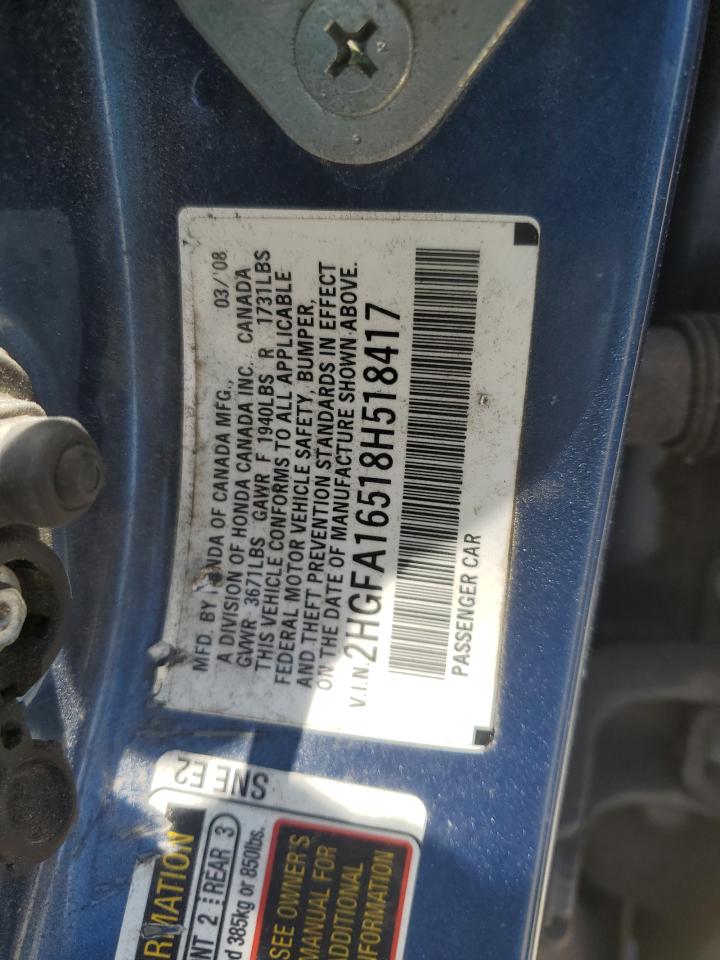 MFD. BY HONDA OF CANADA MFG., 03/'08
A DIVISION OF HONDA CANADA INC. CANADA
GVWR 3671LBS GAWR F 1940LBS R 1731LBS
THIS VEHICLE CONFORMS TO ALL APPLICABLE
FEDERAL MOTOR VEHICLE SAFETY, BUMPER,
AND THEFT PREVENTION STANDARDS IN EFFECT
ON THE DATE OF MANUFACTURE SHOWN ABOVE.
V.I.N. 2HGFA16518H518417
PASSENGER CAR
SNE E2
2 REAR 3
385kg or 850lbs.
SEE OWNER'S
MANUAL FOR
ADDITIONAL